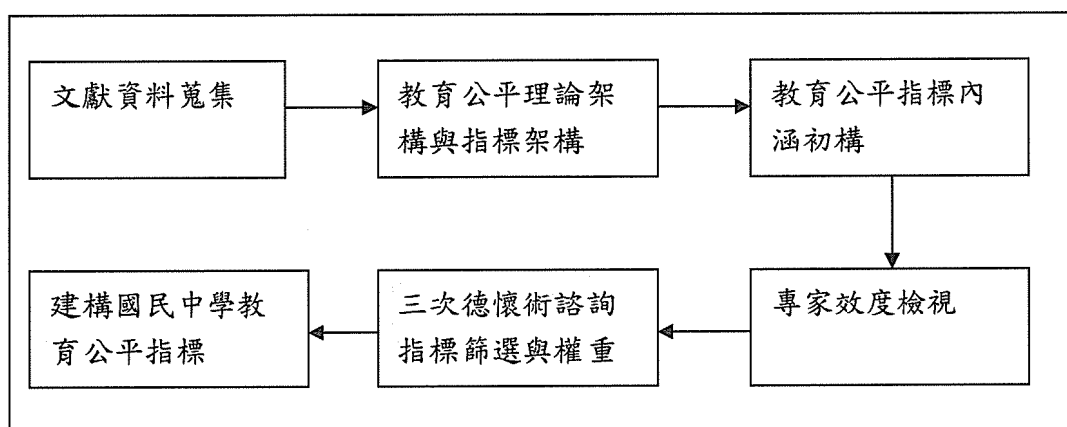 文獻資料蒐集
教育公平理論架
構與指標架構
教育公平指標內
涵初構
專家效度檢視
三次德懷術諮詢
指標篩選與權重
建構國民中學教
育公平指標